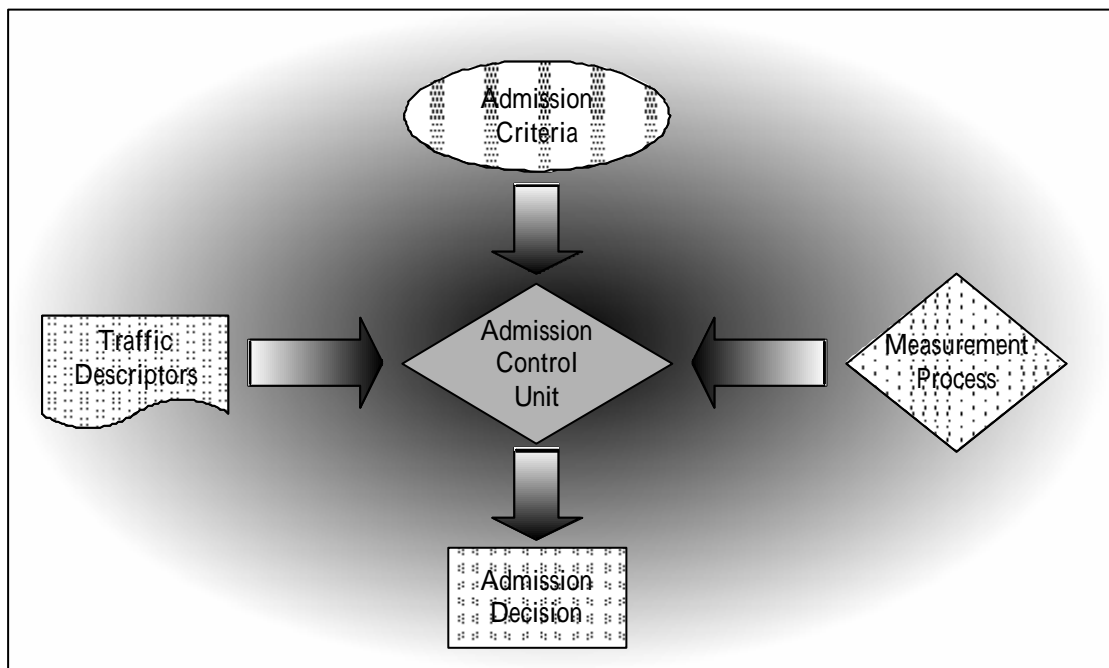 Admission
Criteria
Traffic
Descriptors
Admission
Control
Unit
Measurement
Process
Admission
Decision